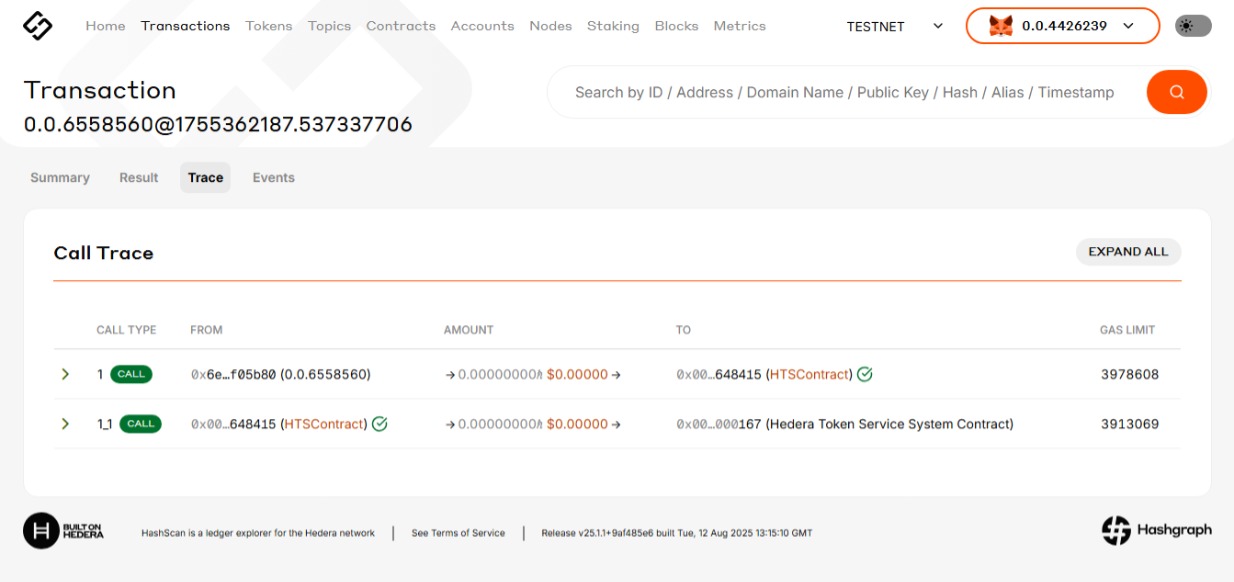 Home Transactions Tokens Topics Contracts Accounts Nodes Staking Blocks Metrics TESTNET 0.0.4426239
Transaction
0.0.6558560@1755362187.537337706
Search by ID / Address / Domain Name / Public Key / Hash / Alias / Timestamp
Summary Result Trace Events
Call Trace EXPAND ALL
CALL TYPE FROM AMOUNT TO GAS LIMIT
1 CALL 0x6e…f05b80 (0.0.6558560) → 0.00000000ℏ $0.00000 → 0x00…648415 (HTSContract) 3978608
1_1 CALL 0x00…648415 (HTSContract) → 0.00000000ℏ $0.00000 → 0x00…000167 (Hedera Token Service System Contract) 3913069
H BUILT ON
HEDERA
HashScan is a ledger explorer for the Hedera network | See Terms of Service | Release v25.1.1+9af485e6 built Tue, 12 Aug 2025 13:15:10 GMT
Hashgraph